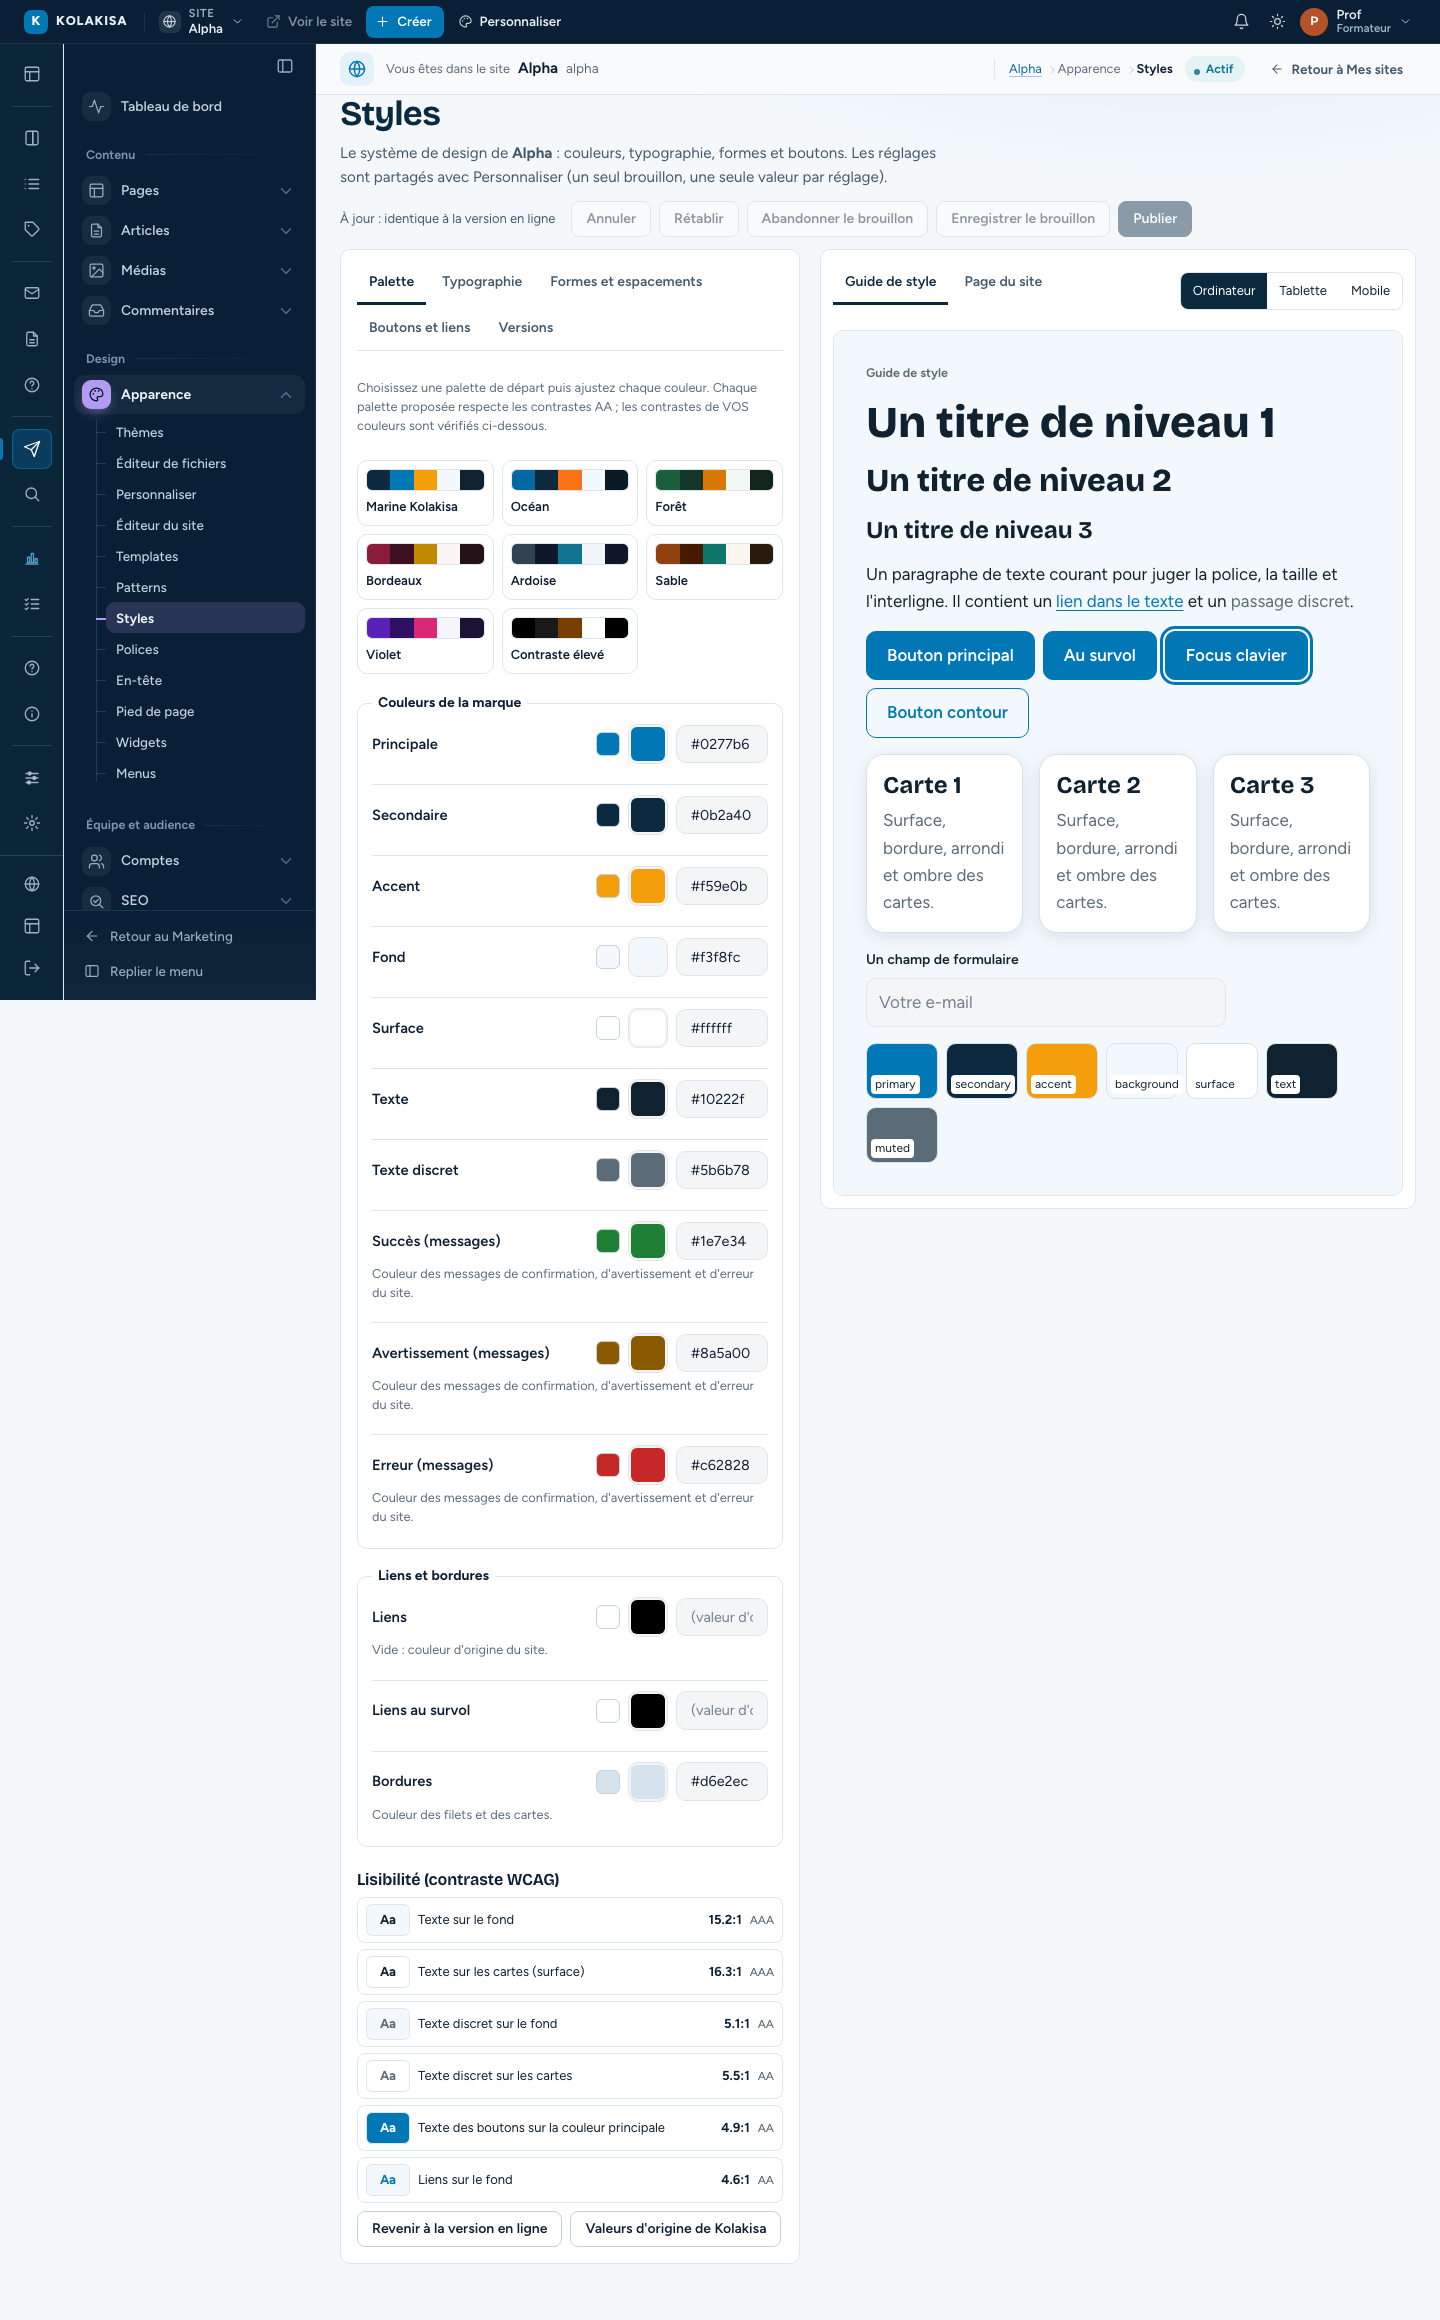 K KOLAKISA
SITE
Alpha
Voir le site
Créer
Personnaliser
P
Prof
Formateur
Tableau de bord
Contenu
Pages
Articles
Médias
Commentaires
Design
Apparence
Thèmes
Éditeur de fichiers
Personnaliser
Éditeur du site
Templates
Patterns
Styles
Polices
En-tête
Pied de page
Widgets
Menus
Équipe et audience
Comptes
SEO
Retour au Marketing
Replier le menu
Vous êtes dans le site Alpha alpha
Alpha Apparence Styles
Actif
Retour à Mes sites
Styles
Le système de design de Alpha : couleurs, typographie, formes et boutons. Les réglages
sont partagés avec Personnaliser (un seul brouillon, une seule valeur par réglage).
À jour : identique à la version en ligne
Annuler
Rétablir
Abandonner le brouillon
Enregistrer le brouillon
Publier
Palette
Typographie
Formes et espacements
Boutons et liens
Versions
Choisissez une palette de départ puis ajustez chaque couleur. Chaque
palette proposée respecte les contrastes AA ; les contrastes de VOS
couleurs sont vérifiés ci-dessous.
Marine Kolakisa
Océan
Forêt
Bordeaux
Ardoise
Sable
Violet
Contraste élevé
Couleurs de la marque
Principale #0277b6
Secondaire #0b2a40
Accent #f59e0b
Fond #f3f8fc
Surface #ffffff
Texte #10222f
Texte discret #5b6b78
Succès (messages) #1e7e34
Couleur des messages de confirmation, d'avertissement et d'erreur
du site.
Avertissement (messages) #8a5a00
Couleur des messages de confirmation, d'avertissement et d'erreur
du site.
Erreur (messages) #c62828
Couleur des messages de confirmation, d'avertissement et d'erreur
du site.
Liens et bordures
Liens (valeur d'c
Vide : couleur d'origine du site.
Liens au survol (valeur d'c
Bordures #d6e2ec
Couleur des filets et des cartes.
Lisibilité (contraste WCAG)
Aa Texte sur le fond 15.2:1 AAA
Aa Texte sur les cartes (surface) 16.3:1 AAA
Aa Texte discret sur le fond 5.1:1 AA
Aa Texte discret sur les cartes 5.5:1 AA
Aa Texte des boutons sur la couleur principale 4.9:1 AA
Aa Liens sur le fond 4.6:1 AA
Revenir à la version en ligne
Valeurs d'origine de Kolakisa
Guide de style
Page du site
Ordinateur
Tablette
Mobile
Guide de style
Un titre de niveau 1
Un titre de niveau 2
Un titre de niveau 3
Un paragraphe de texte courant pour juger la police, la taille et
l'interligne. Il contient un lien dans le texte et un passage discret.
Bouton principal
Au survol
Focus clavier
Bouton contour
Carte 1
Surface,
bordure, arrondi
et ombre des
cartes.
Carte 2
Surface,
bordure, arrondi
et ombre des
cartes.
Carte 3
Surface,
bordure, arrondi
et ombre des
cartes.
Un champ de formulaire
Votre e-mail
primary
secondary
accent
background
surface
text
muted